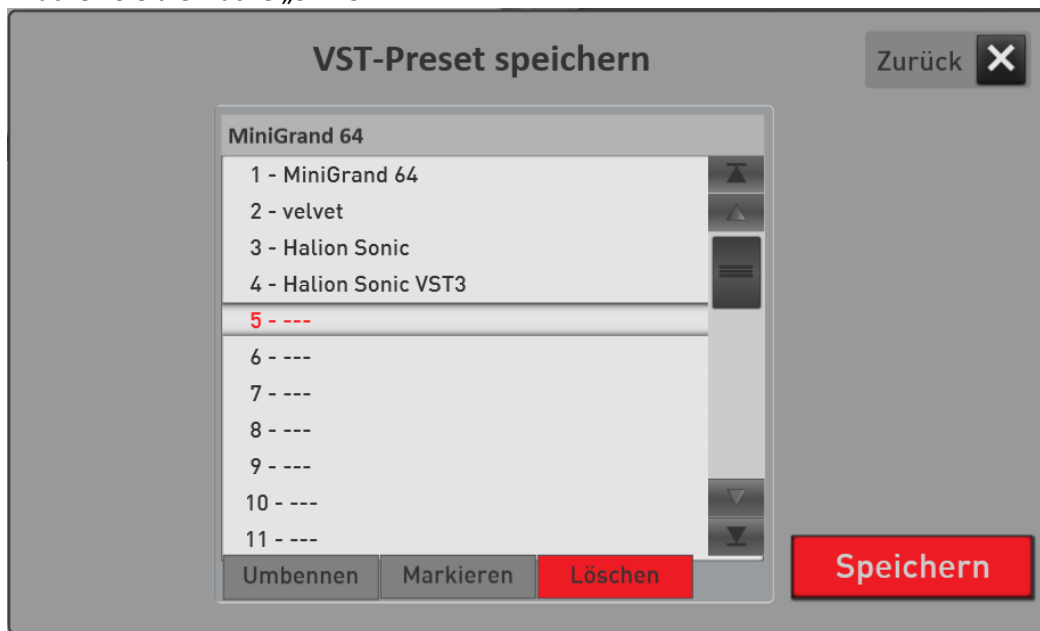 VST-Preset speichern
Zurück
MiniGrand 64
1 - MiniGrand 64
2 - velvet
3 - Halion Sonic
4 - Halion Sonic VST3
5 - ---
6 - ---
7 - ---
8 - ---
9 - ---
10 - ---
11 - ---
Umbennen Markieren Löschen
Speichern